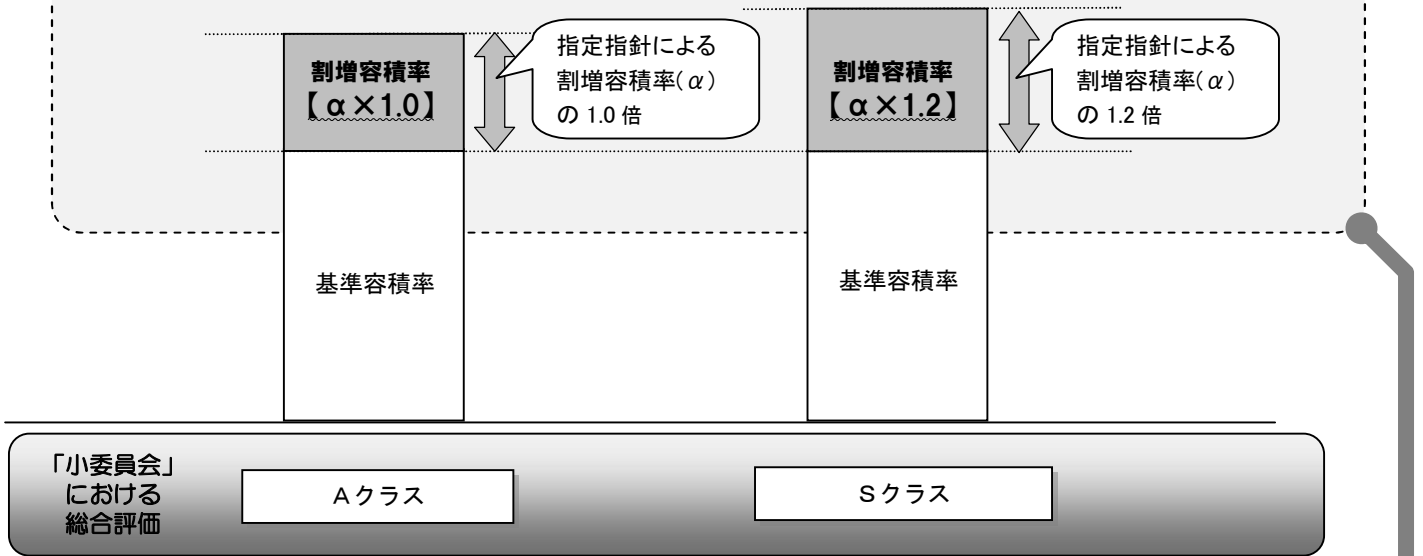 割増容積率
【α×1.0】
指定指針による
割増容積率(α)
の 1.0 倍
割増容積率
【α×1.2】
指定指針による
割増容積率(α)
の 1.2 倍
基準容積率
基準容積率
「小委員会」
における
総合評価
Aクラス
Sクラス